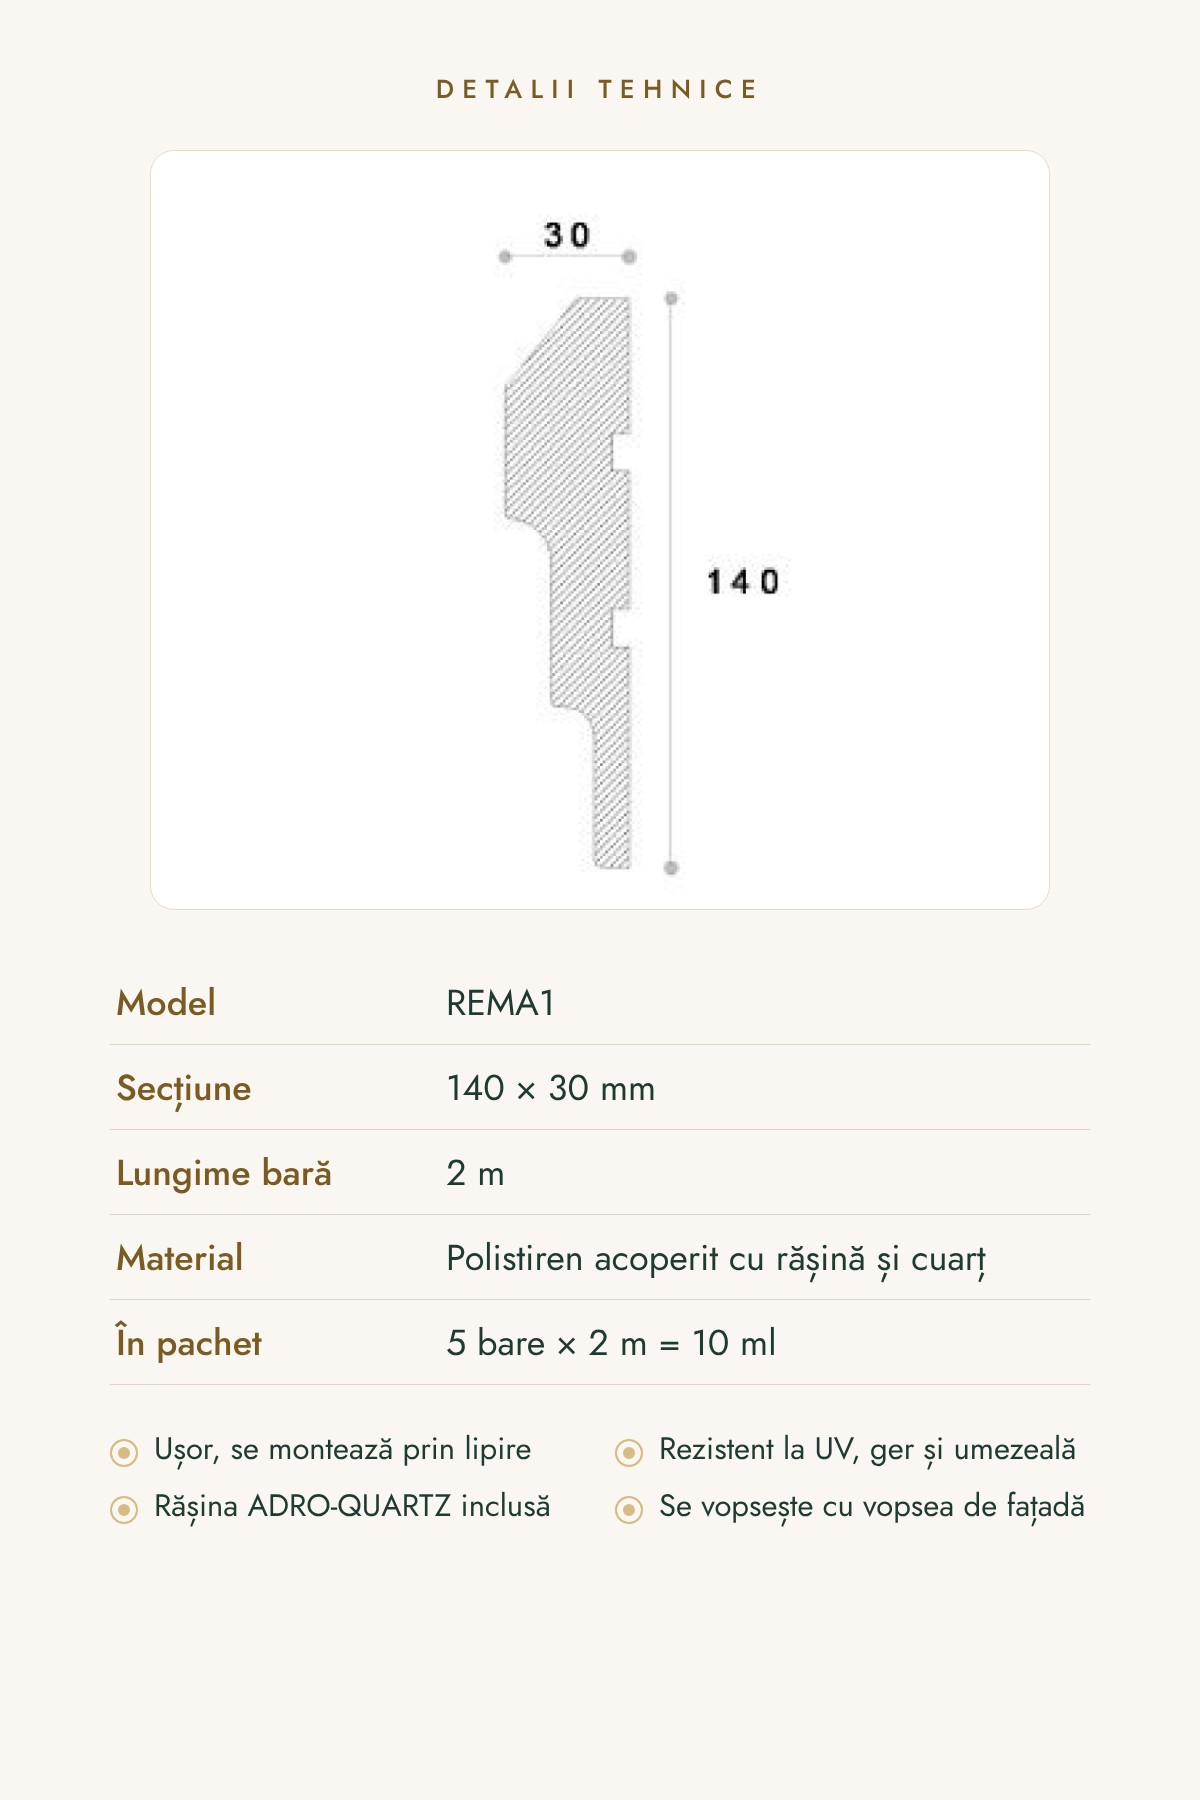 DETALII TEHNICE
30
140
Model REMA1
Secțiune 140 × 30 mm
Lungime bară 2 m
Material Polistiren acoperit cu rășină și cuarț
În pachet 5 bare × 2 m = 10 ml
Ușor, se montează prin lipire Rezistent la UV, ger și umezeală
Rășina ADRO-QUARTZ inclusă Se vopsește cu vopsea de fațadă